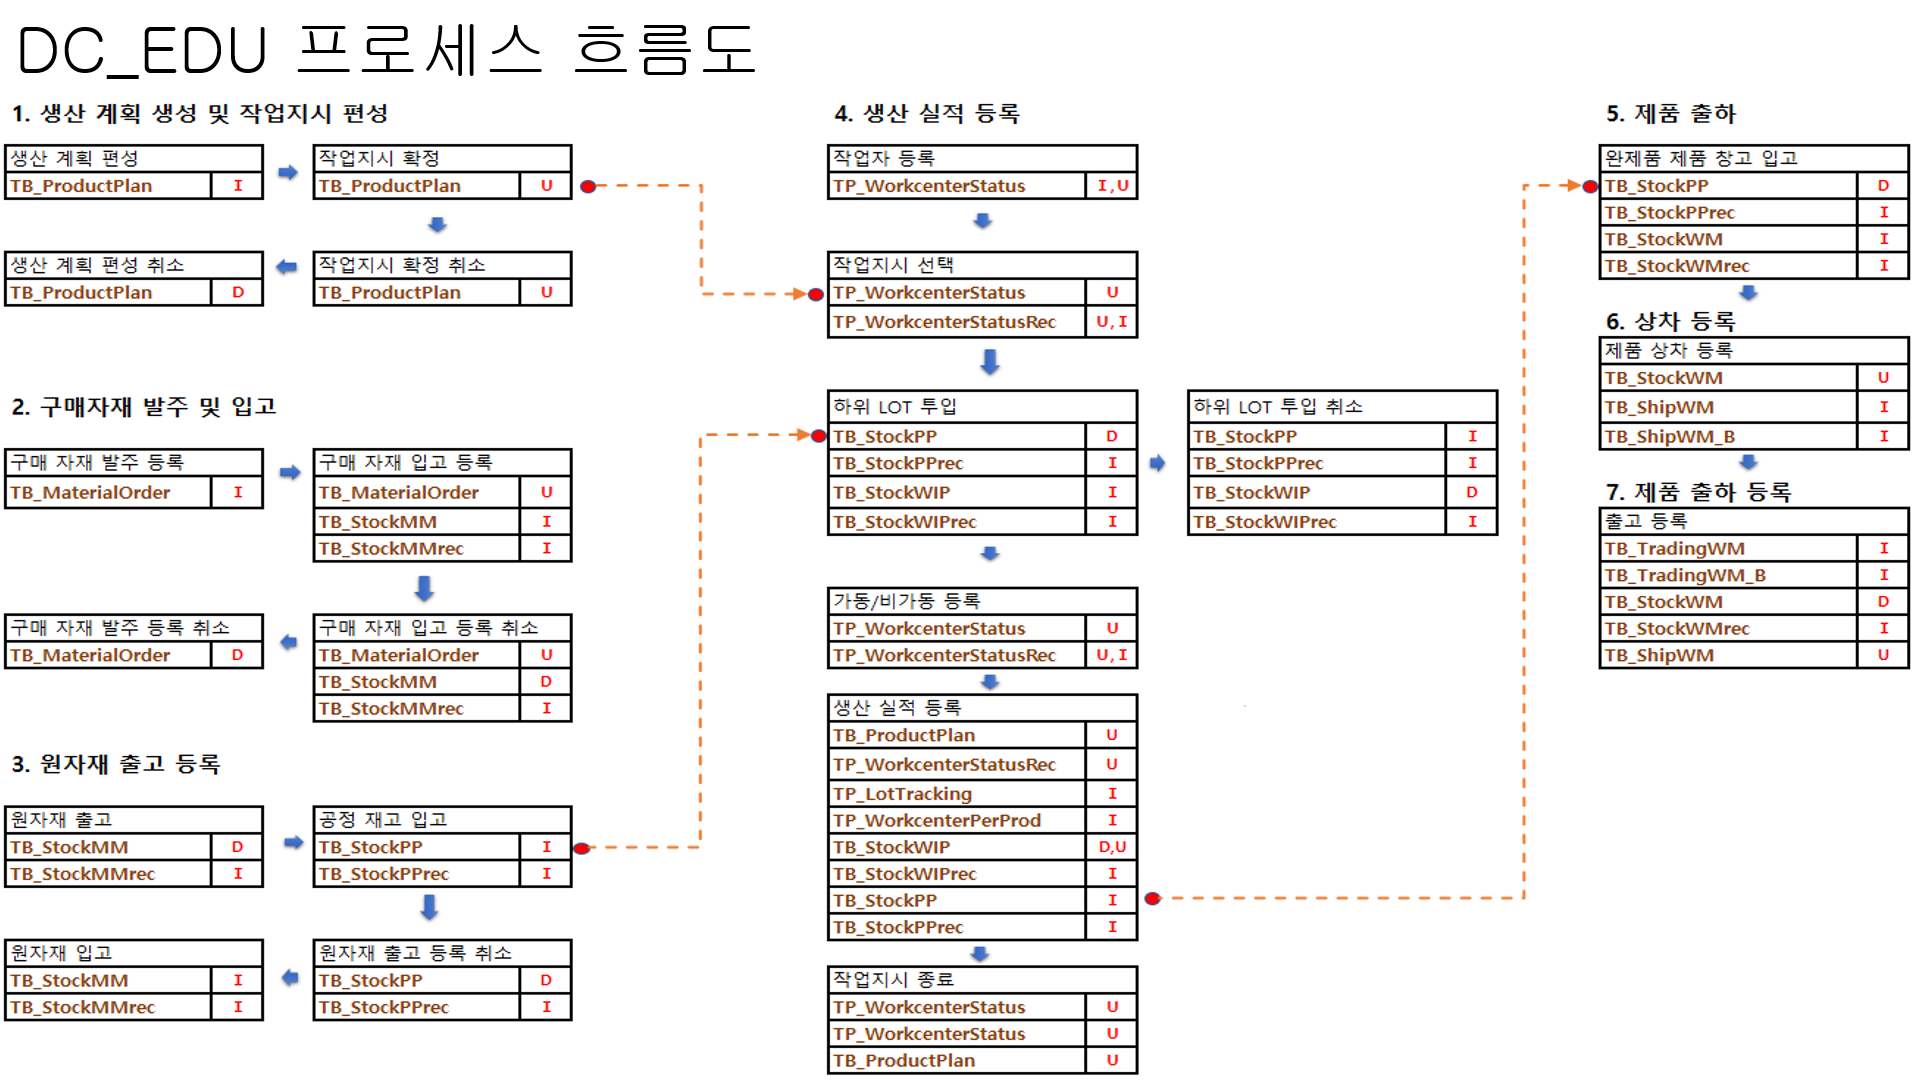 DC_EDU 프로세스 흐름도
1. 생산 계획 생성 및 작업지시 편성
생산 계획 편성
TB_ProductPlan I
작업지시 확정
TB_ProductPlan U
생산 계획 편성 취소
TB_ProductPlan D
작업지시 확정 취소
TB_ProductPlan U
2. 구매자재 발주 및 입고
구매 자재 발주 등록
TB_MaterialOrder I
구매 자재 입고 등록
TB_MaterialOrder U
TB_StockMM I
TB_StockMMrec I
구매 자재 발주 등록 취소
TB_MaterialOrder D
구매 자재 입고 등록 취소
TB_MaterialOrder U
TB_StockMM D
TB_StockMMrec I
3. 원자재 출고 등록
원자재 출고
TB_StockMM D
TB_StockMMrec I
공정 재고 입고
TB_StockPP I
TB_StockPPrec I
원자재 입고
TB_StockMM I
TB_StockMMrec I
원자재 출고 등록 취소
TB_StockPP D
TB_StockPPrec I
4. 생산 실적 등록
작업자 등록
TP_WorkcenterStatus I,U
작업지시 선택
TP_WorkcenterStatus U
TP_WorkcenterStatusRec U,I
하위 LOT 투입
TB_StockPP D
TB_StockPPrec I
TB_StockWIP I
TB_StockWIPrec I
하위 LOT 투입 취소
TB_StockPP I
TB_StockPPrec I
TB_StockWIP D
TB_StockWIPrec I
가동/비가동 등록
TP_WorkcenterStatus U
TP_WorkcenterStatusRec U,I
생산 실적 등록
TB_ProductPlan U
TP_WorkcenterStatusRec U
TP_LotTracking I
TP_WorkcenterPerProd I
TB_StockWIP D,U
TB_StockWIPrec I
TB_StockPP I
TB_StockPPrec I
작업지시 종료
TP_WorkcenterStatus U
TP_WorkcenterStatus U
TB_ProductPlan U
5. 제품 출하
완제품 제품 창고 입고
TB_StockPP D
TB_StockPPrec I
TB_StockWM I
TB_StockWMrec I
6. 상차 등록
제품 상차 등록
TB_StockWM U
TB_ShipWM I
TB_ShipWM_B I
7. 제품 출하 등록
출고 등록
TB_TradingWM I
TB_TradingWM_B I
TB_StockWM D
TB_StockWMrec I
TB_ShipWM U